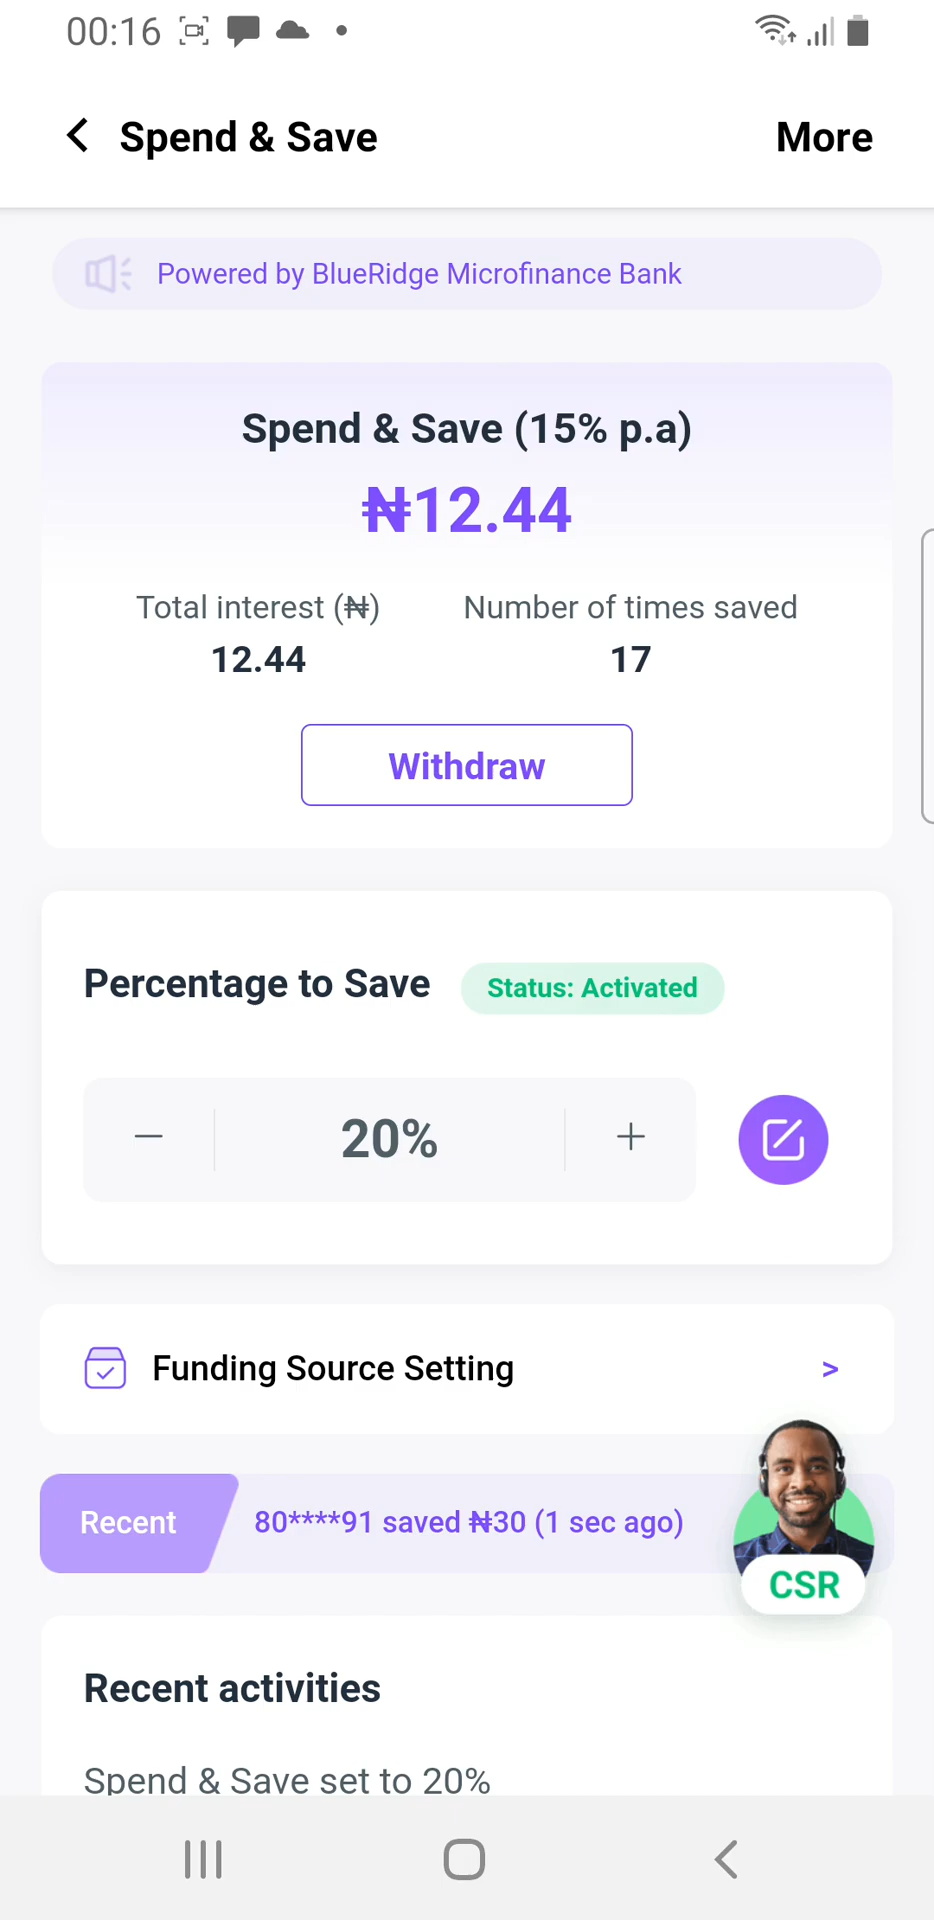 00:16
Spend & Save
More
Powered by BlueRidge Microfinance Bank
Spend & Save (15% p.a)
₦12.44
Total interest (₦)
Number of times saved
12.44
17
Withdraw
Percentage to Save
Status: Activated
— 20% +
Funding Source Setting
>
Recent
80****91 saved ₦30 (1 sec ago)
CSR
Recent activities
Spend & Save set to 20%